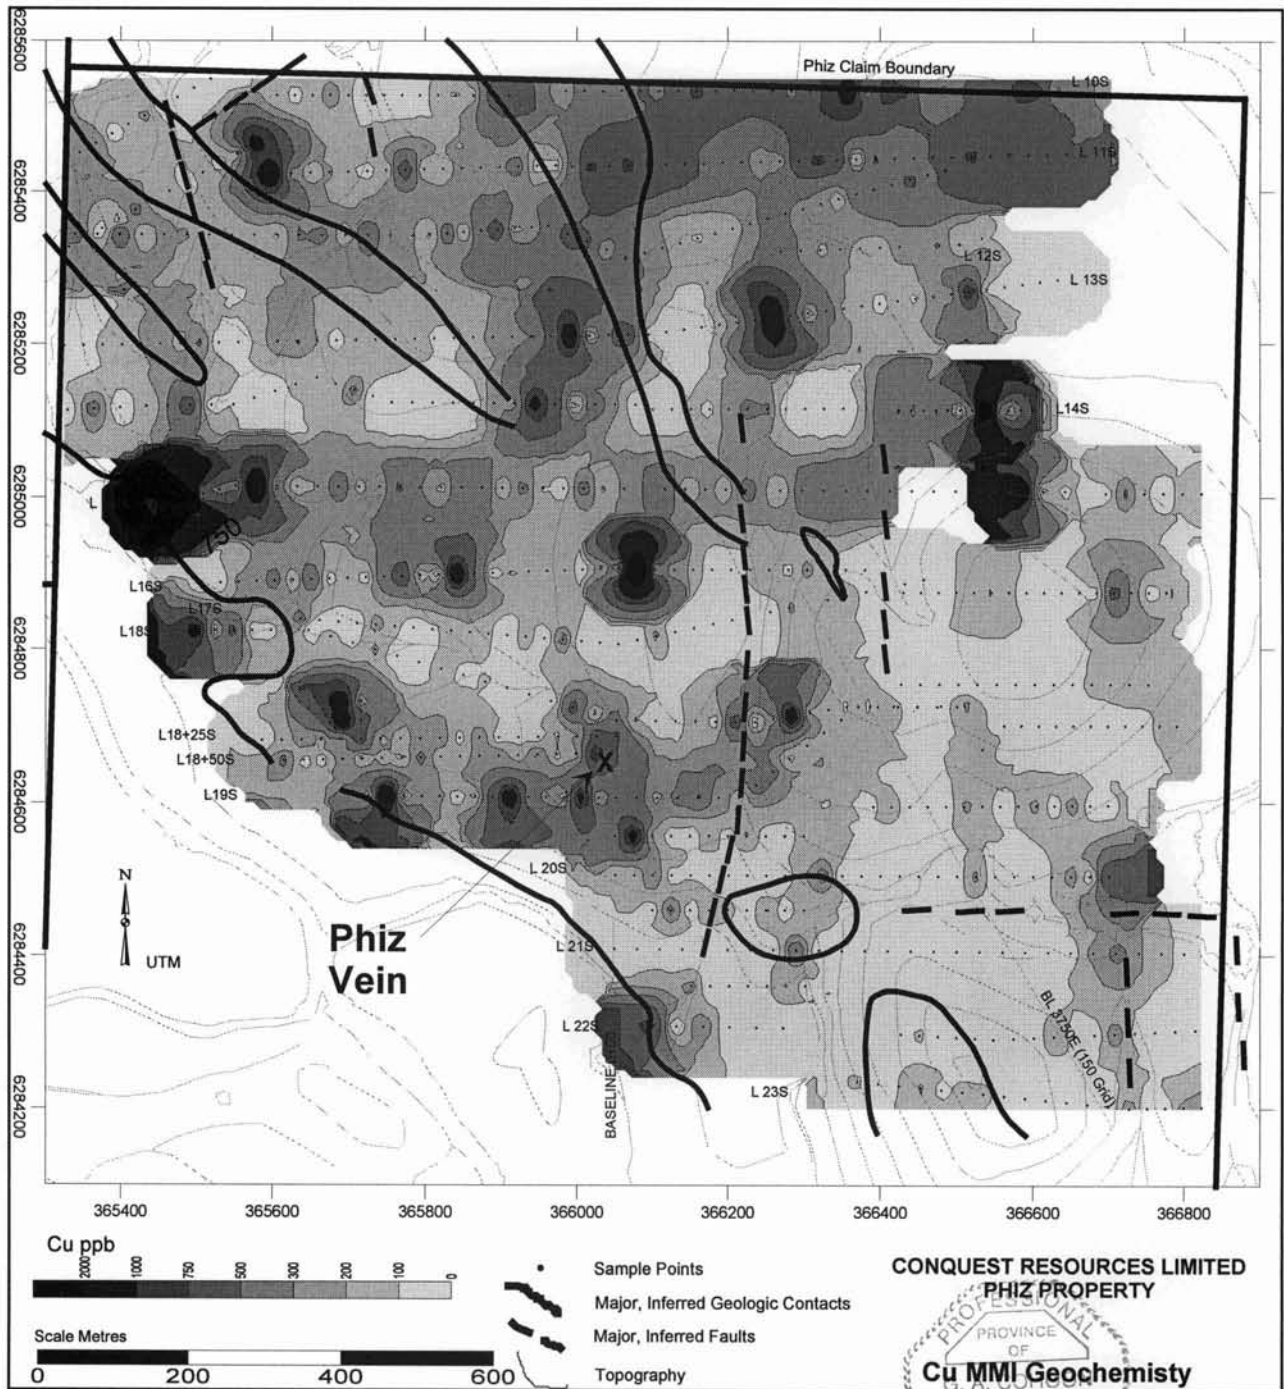 Phiz Claim Boundary
L 10S
L 11S
L 12S
L 13S
L14S
L
750
L16S
L17S
L18S
L18+25S
L18+50S
L19S
L 20S
L 21S
L 22S
L 23S
X
Phiz
Vein
N
UTM
BASELINE
BL 3750E (150 Grid)
6285600
6285400
6285200
6285000
6284800
6284600
6284400
6284200
365400
365600
365800
366000
366200
366400
366600
366800
Cu ppb
2000
1000
750
500
300
200
100
0
Scale Metres
0
200
400
600
Sample Points
Major, Inferred Geologic Contacts
Major, Inferred Faults
Topography
CONQUEST RESOURCES LIMITED
PHIZ PROPERTY
PROFESSIONAL
PROVINCE
OF
Cu MMI Geochemisty